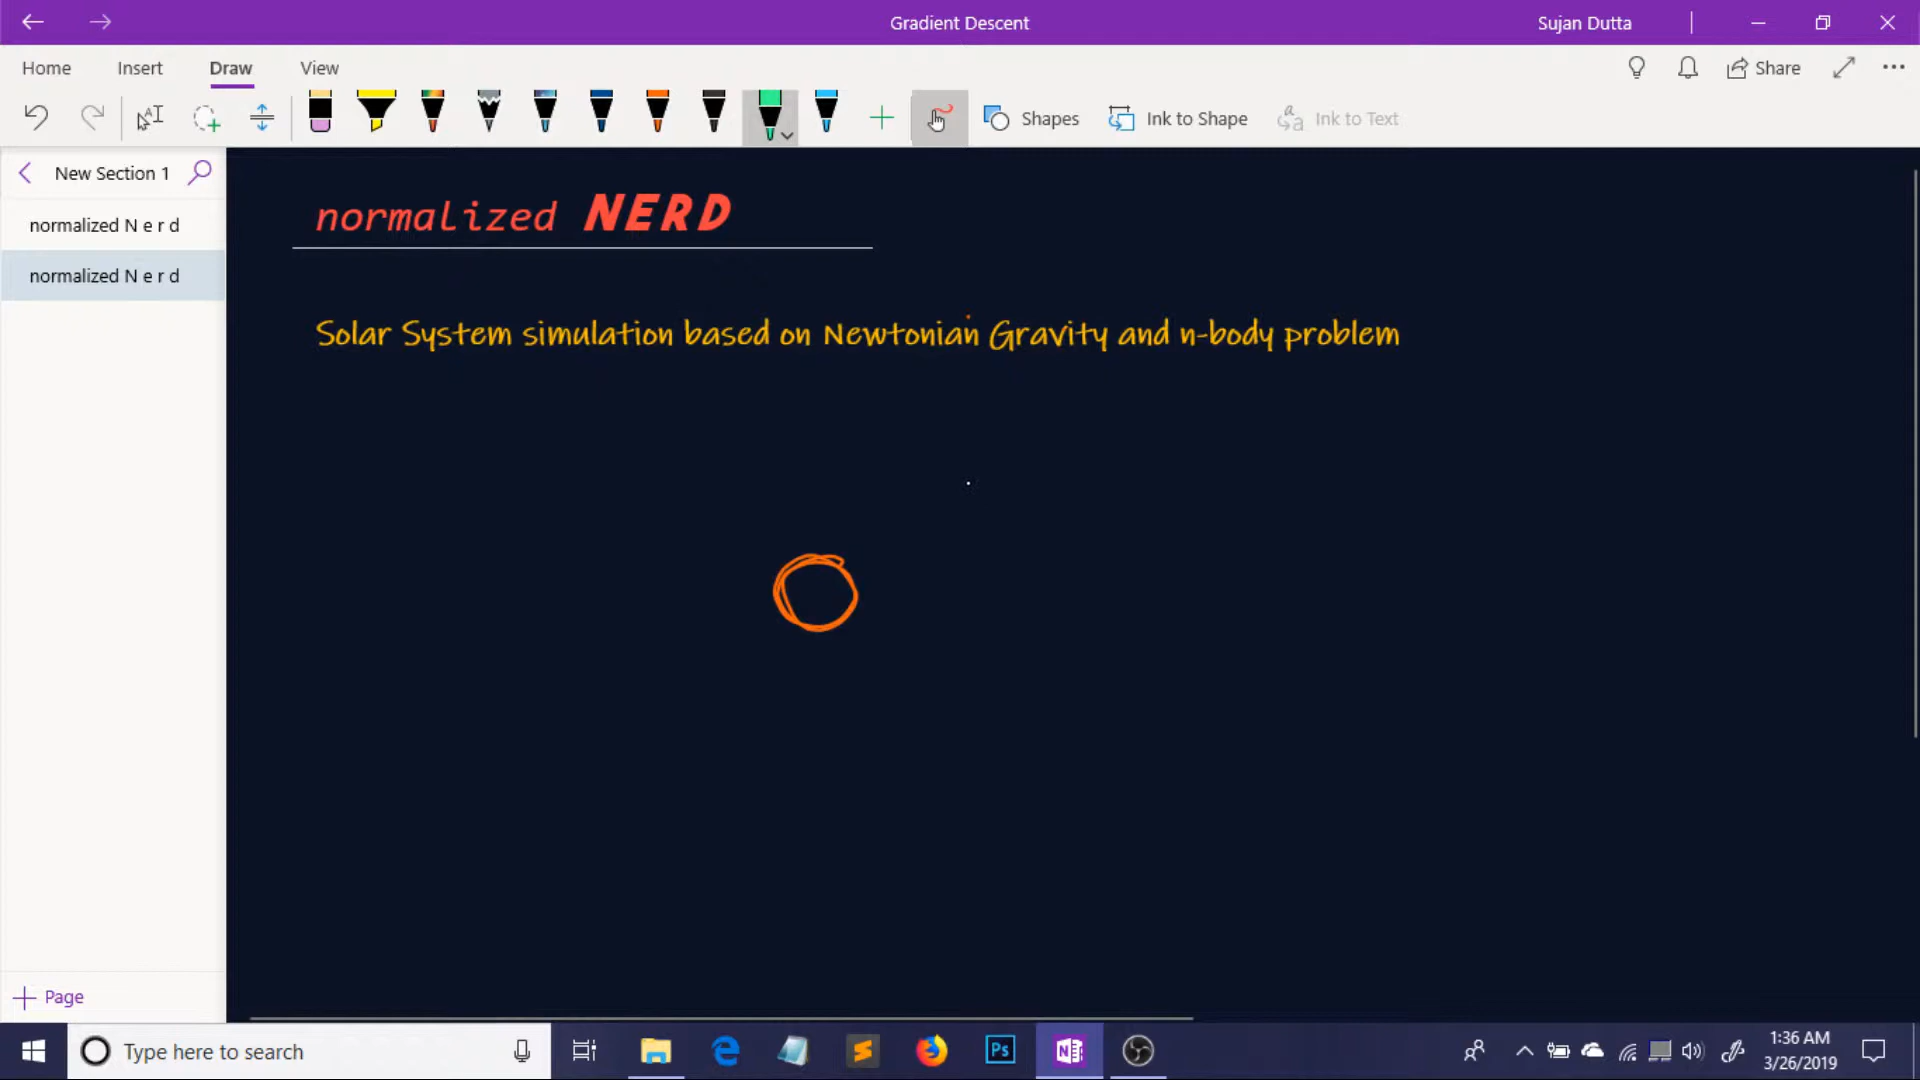 Gradient Descent
Sujan Dutta
Home Insert Draw View
Share
Shapes
Ink to Shape
Ink to Text
New Section 1
normalized N e r d
normalized N e r d
normalized NERD
Solar System simulation based on Newtonian Gravity and n-body problem
Page
Type here to search
Ps
N
1:36 AM
3/26/2019